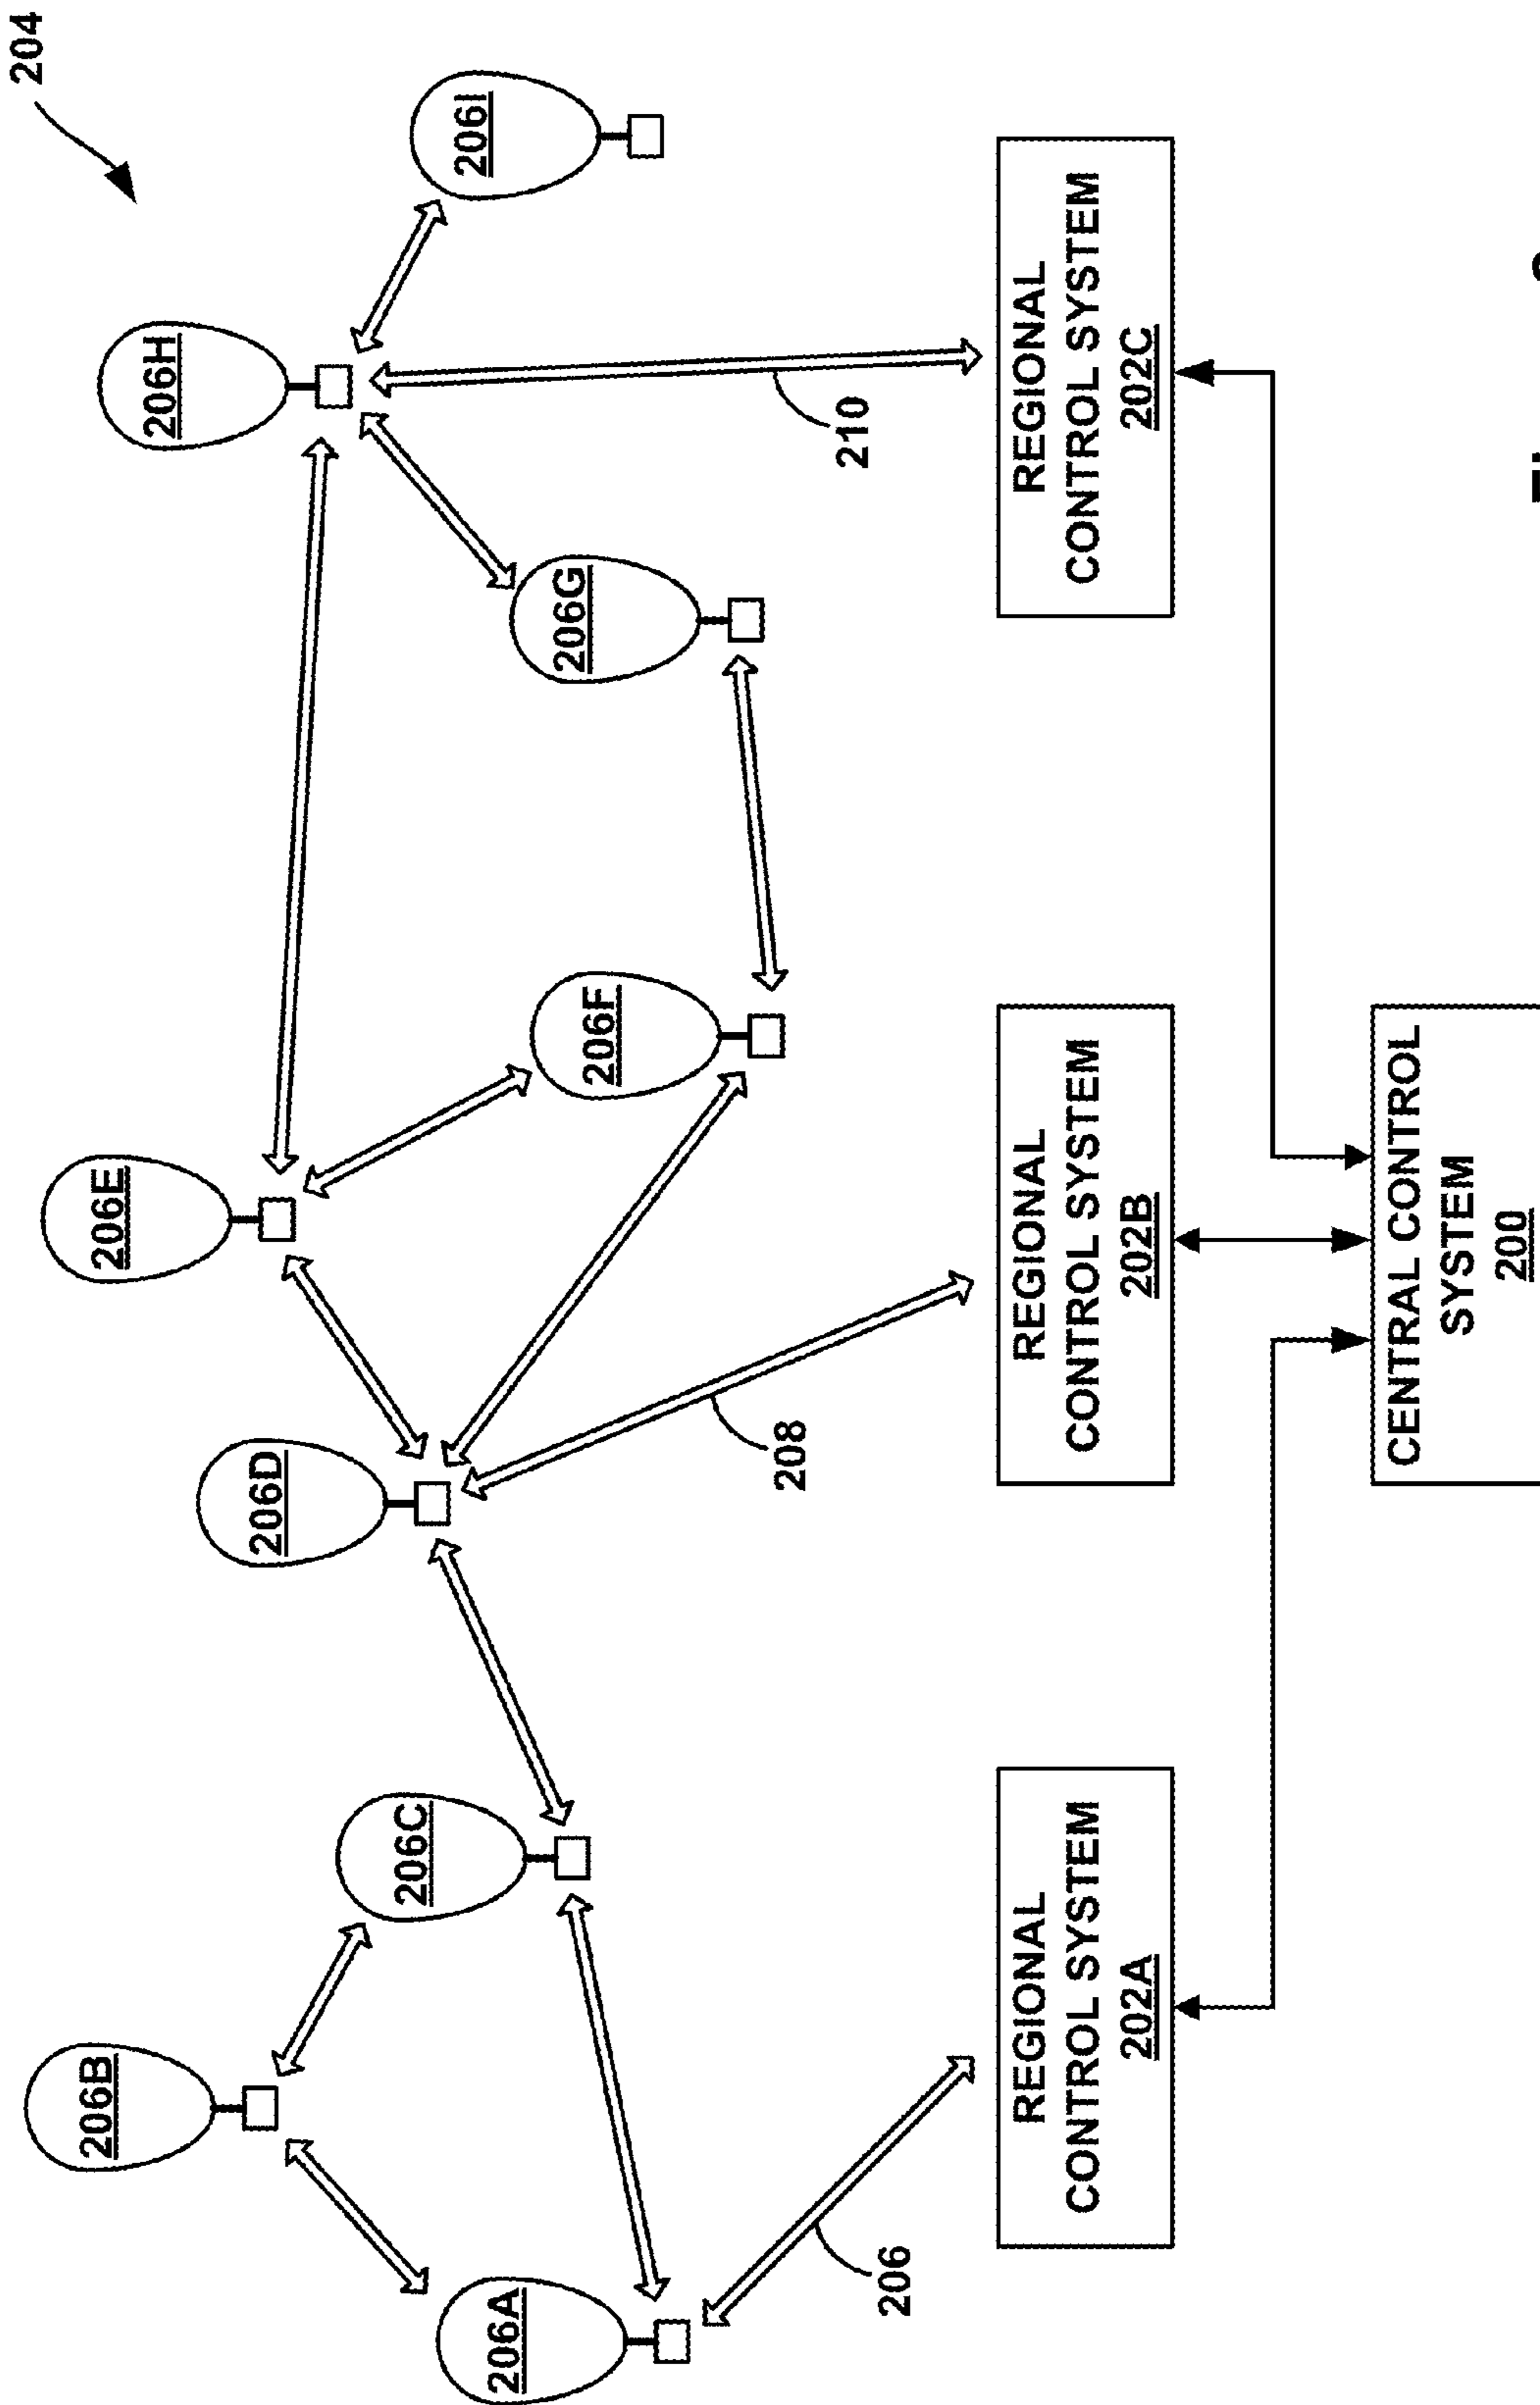 204
206B
206E
206H
206D
206C
206I
206A
206F
206G
206
208
210
REGIONAL
CONTROL SYSTEM
202A
REGIONAL
CONTROL SYSTEM
202B
REGIONAL
CONTROL SYSTEM
202C
CENTRAL CONTROL
SYSTEM
200